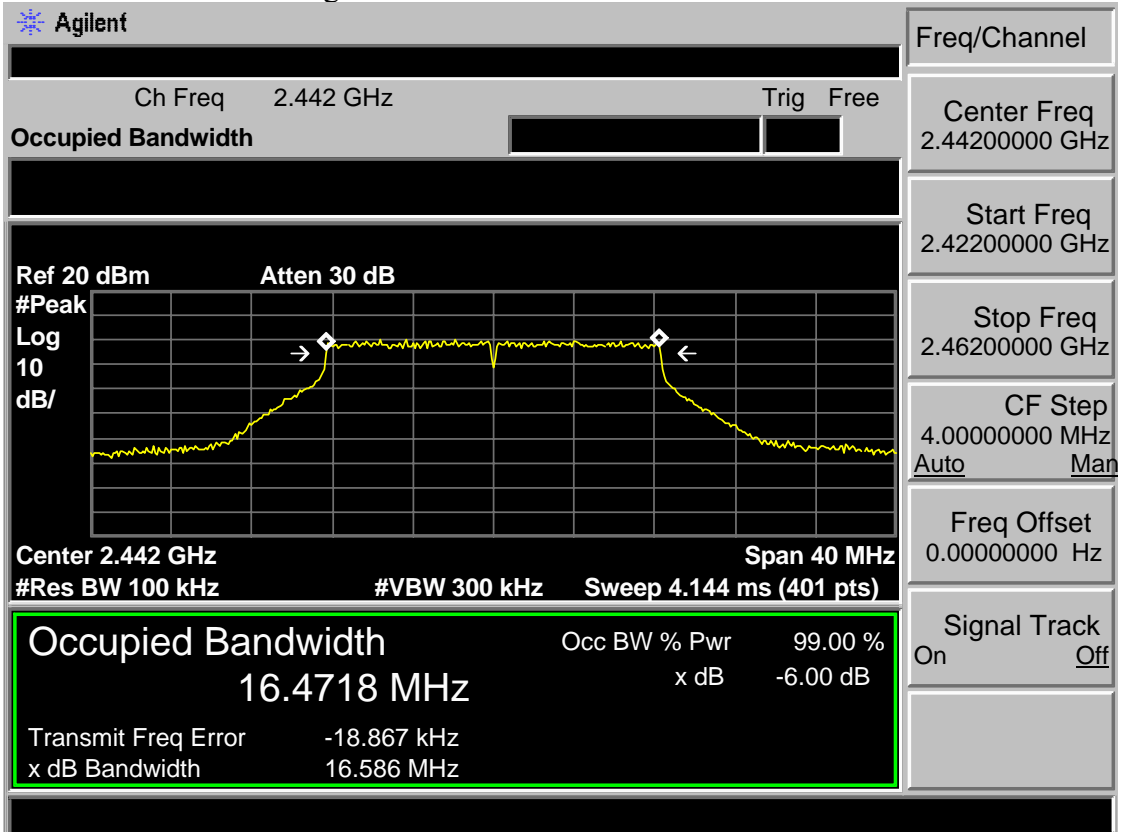 Agilent
Freq/Channel
Ch Freq 2.442 GHz Trig Free
Occupied Bandwidth
Center Freq
2.44200000 GHz
Start Freq
2.42200000 GHz
Stop Freq
2.46200000 GHz
CF Step
4.00000000 MHz
Auto Man
Freq Offset
0.00000000 Hz
Signal Track
On Off
Ref 20 dBm Atten 30 dB
#Peak
Log
10
dB/
Center 2.442 GHz Span 40 MHz
#Res BW 100 kHz #VBW 300 kHz Sweep 4.144 ms (401 pts)
Occupied Bandwidth Occ BW % Pwr 99.00 %
16.4718 MHz x dB -6.00 dB
Transmit Freq Error -18.867 kHz
x dB Bandwidth 16.586 MHz